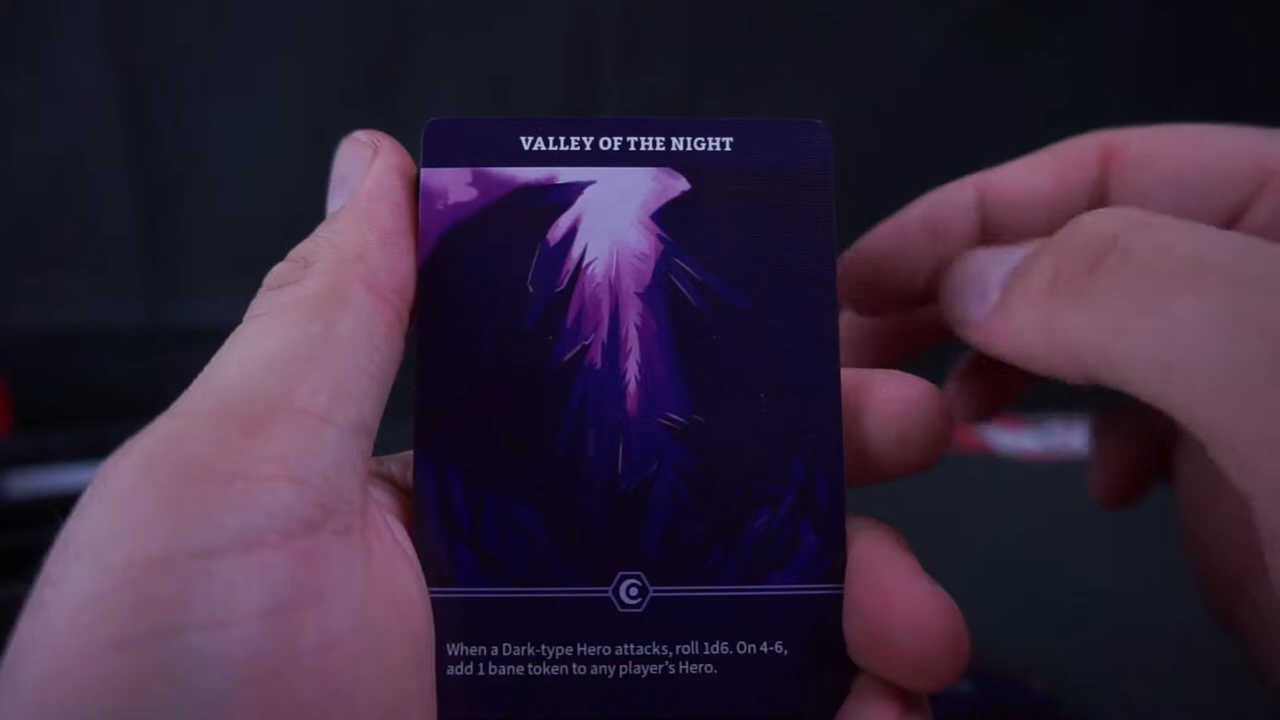 VALLEY OF THE NIGHT
When a Dark-type Hero attacks, roll 1d6. On 4-6,
add 1 bane token to any player's Hero.